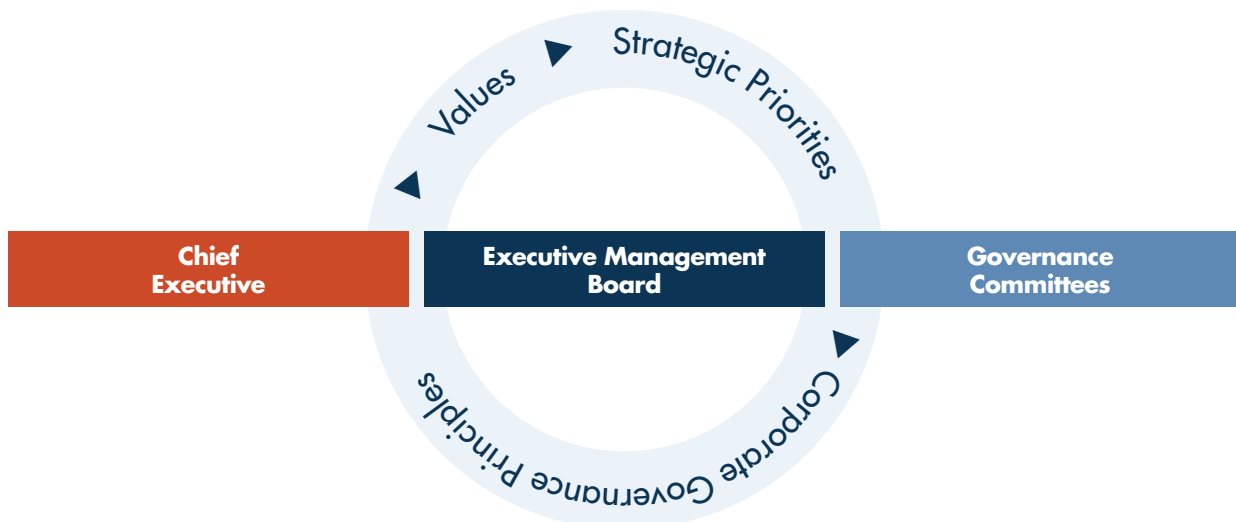 Values
Strategic Priorities
Chief
Executive
Executive Management
Board
Governance
Committees
Corporate Governance Principles